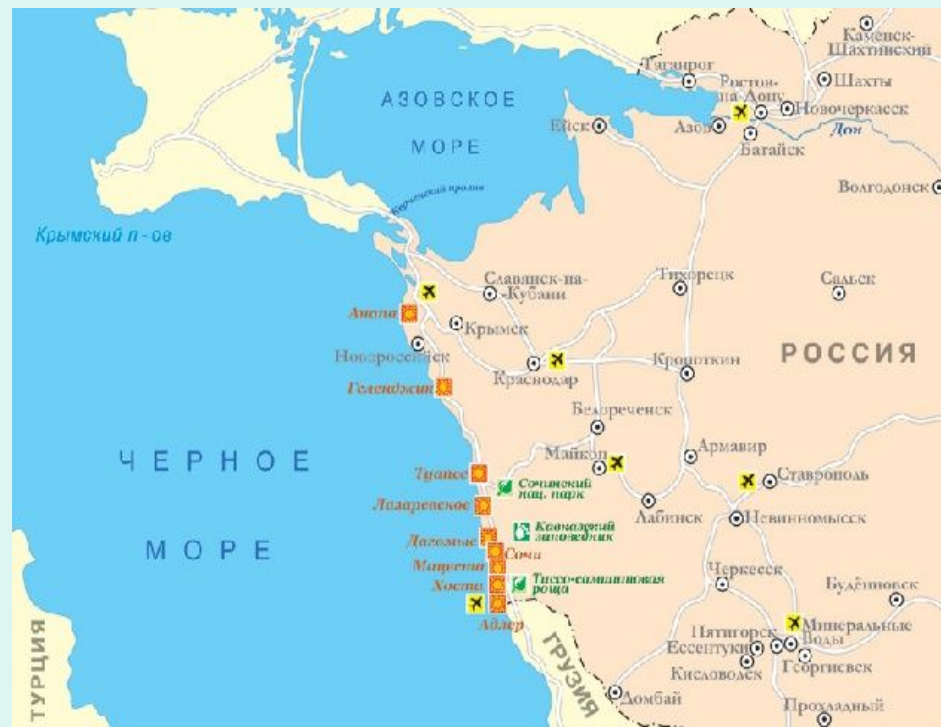 Каменск-
Шахтинский
Таганрог
Шахты
Ростов-
на-Дону
АЗОВСКОЕ
МОРЕ
Новочеркасск
Ейск
Азов
Дон
Батайск
Волгодонск
Керченский пролив
Крымский п-ов
Славянск-на-
Кубани
Тихорецк
Сальск
Анапа
Крымск
Новороссийск
Краснодар
Кропоткин
РОССИЯ
Геленджик
Белореченск
Армавир
Майкоп
ЧЕРНОЕ
МОРЕ
Туапсе
Сочинский
нац. парк
Ставрополь
Лазаревское
Лабинск
Невинномысск
Кавказский
заповедник
Дагомыс
Сочи
Мацеста
Хоста
Тиссо-самшитовая
роща
Черкесск
Будённовск
Адлер
Минеральные
Воды
Пятигорск
Ессентуки
Георгиевск
Кисловодск
ТУРЦИЯ
ГРУЗИЯ
Домбай
Прохладный